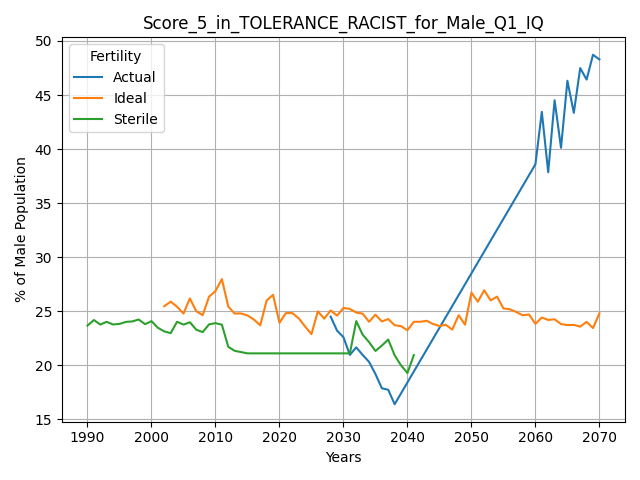 Score_5_in_TOLERANCE_RACIST_for_Male_Q1_IQ
Fertility
Actual
Ideal
Sterile
% of Male Population
50
45
40
35
30
25
20
15
1990 2000 2010 2020 2030 2040 2050 2060 2070
Years